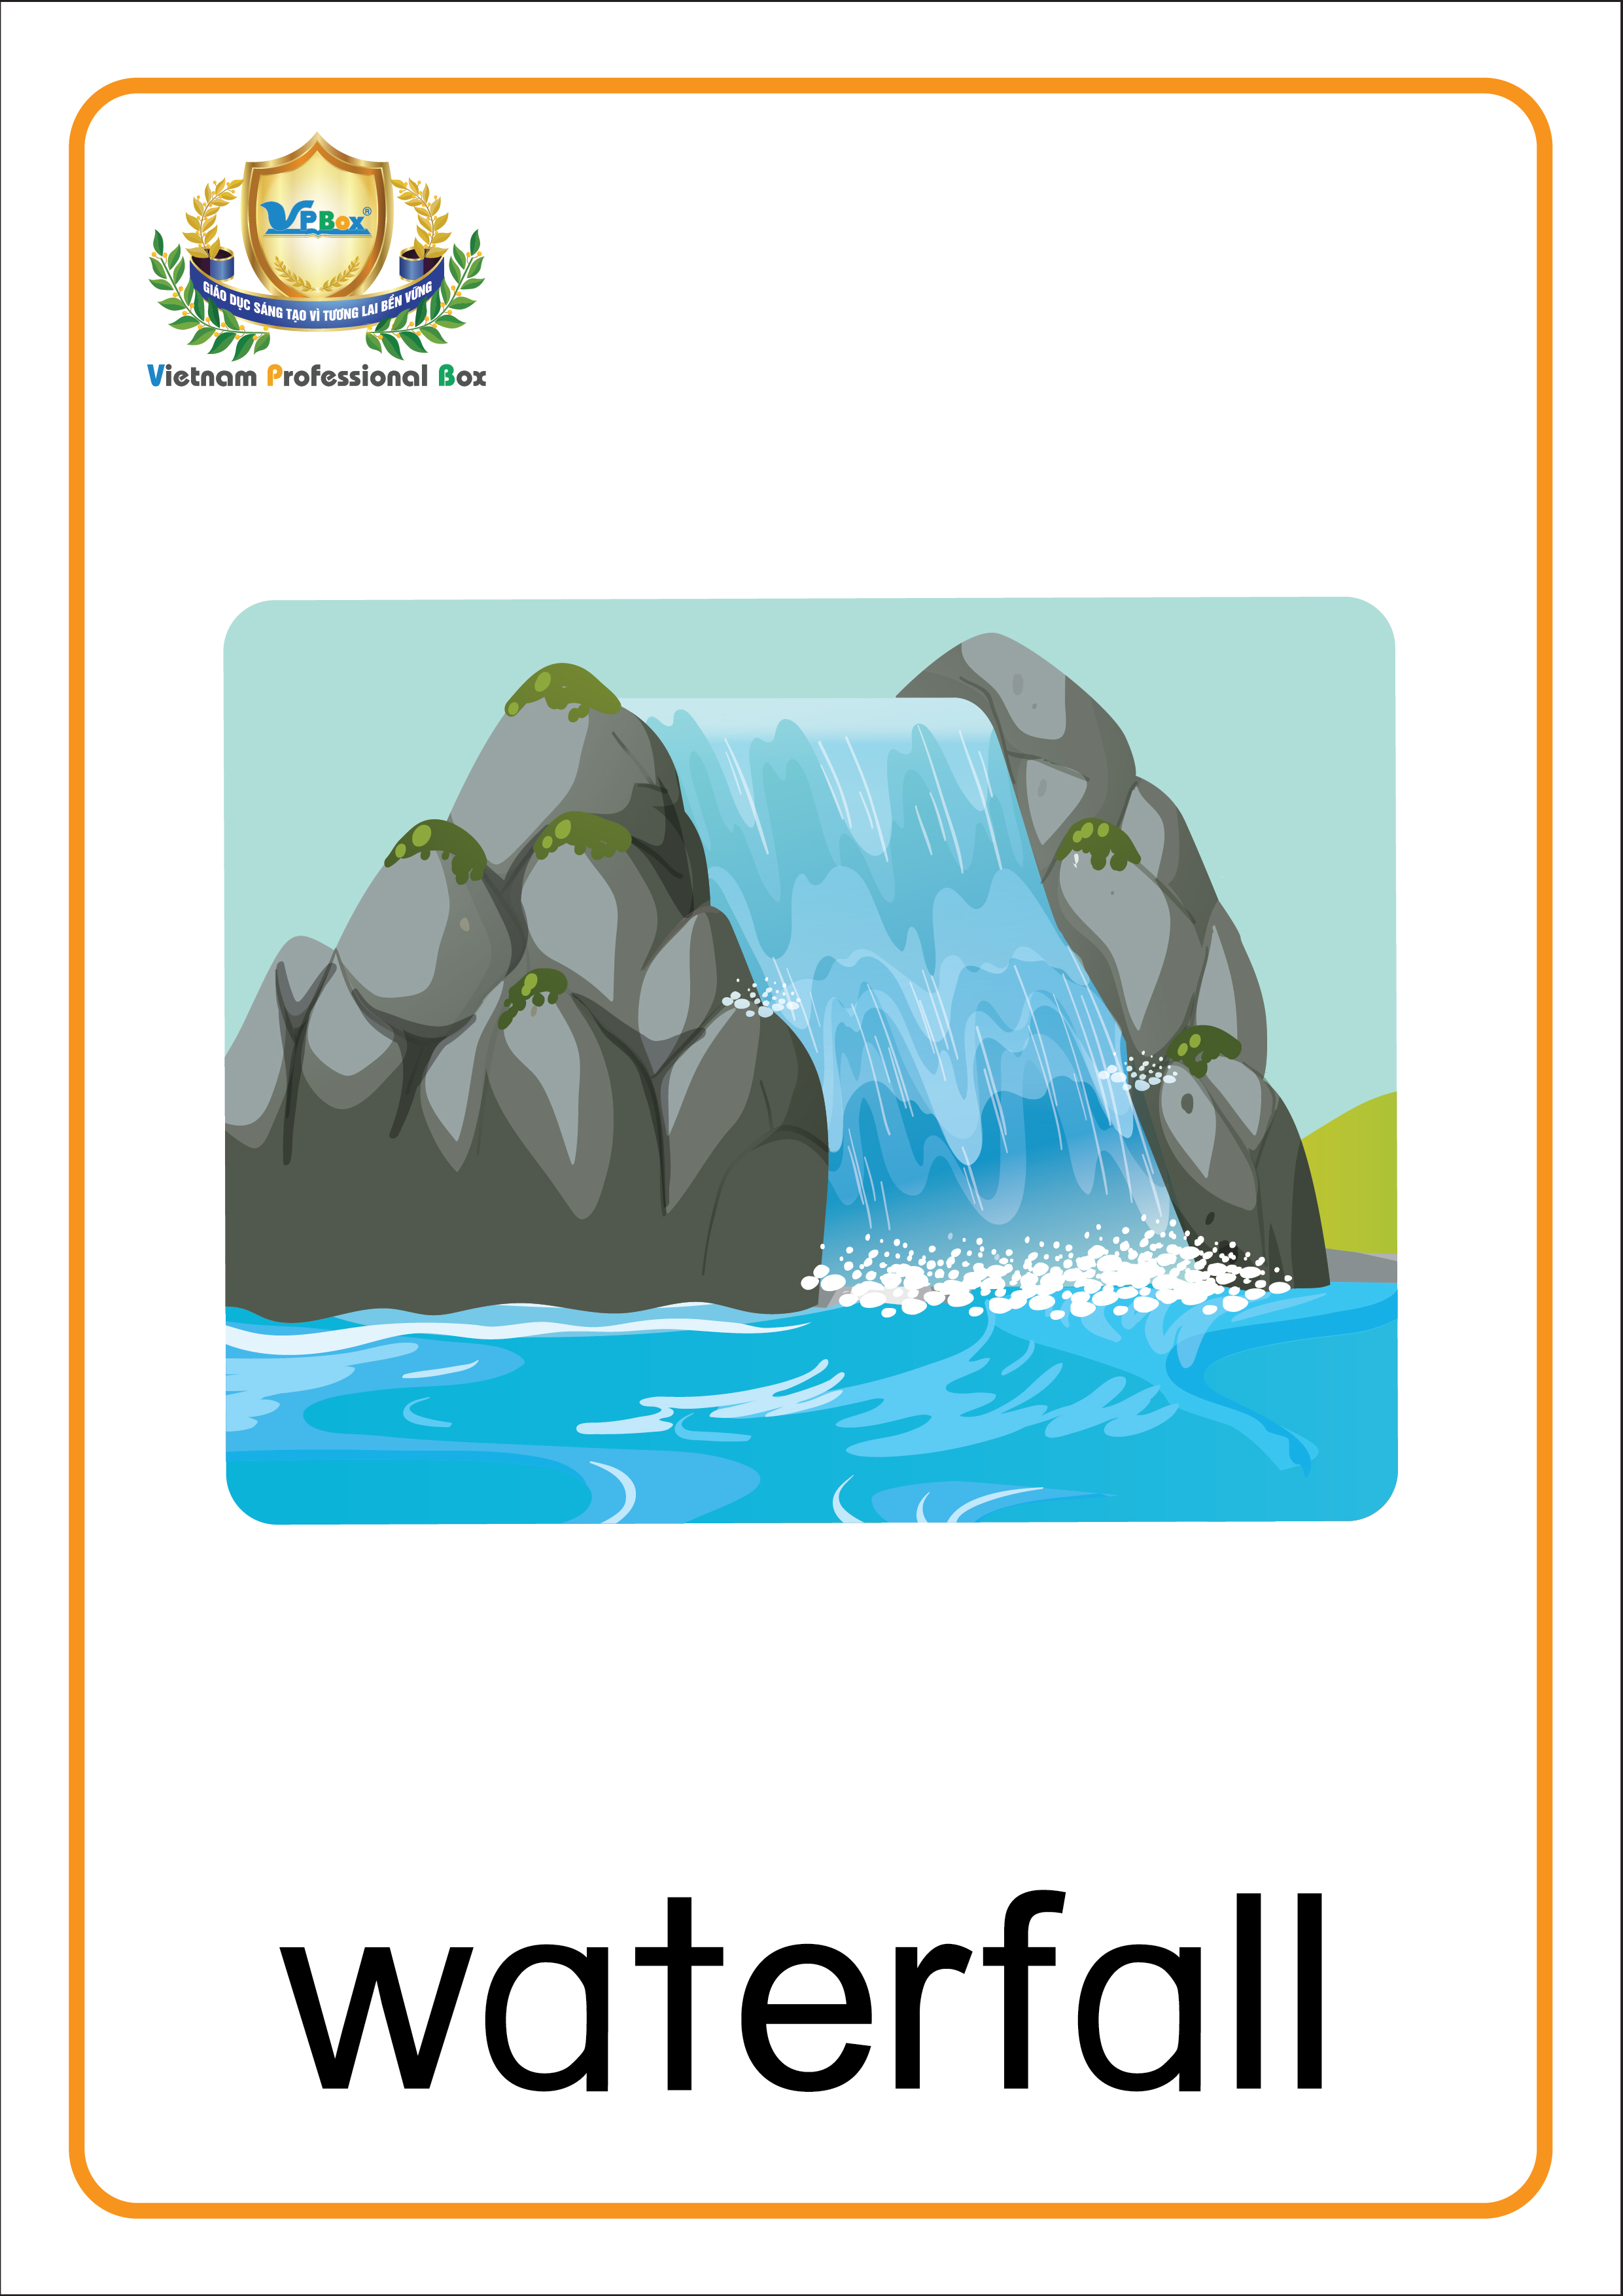 VPBox®
GIÁO DỤC SÁNG TẠO VÌ TƯƠNG LAI BỀN VỮNG
Vietnam Professional Box
waterfall